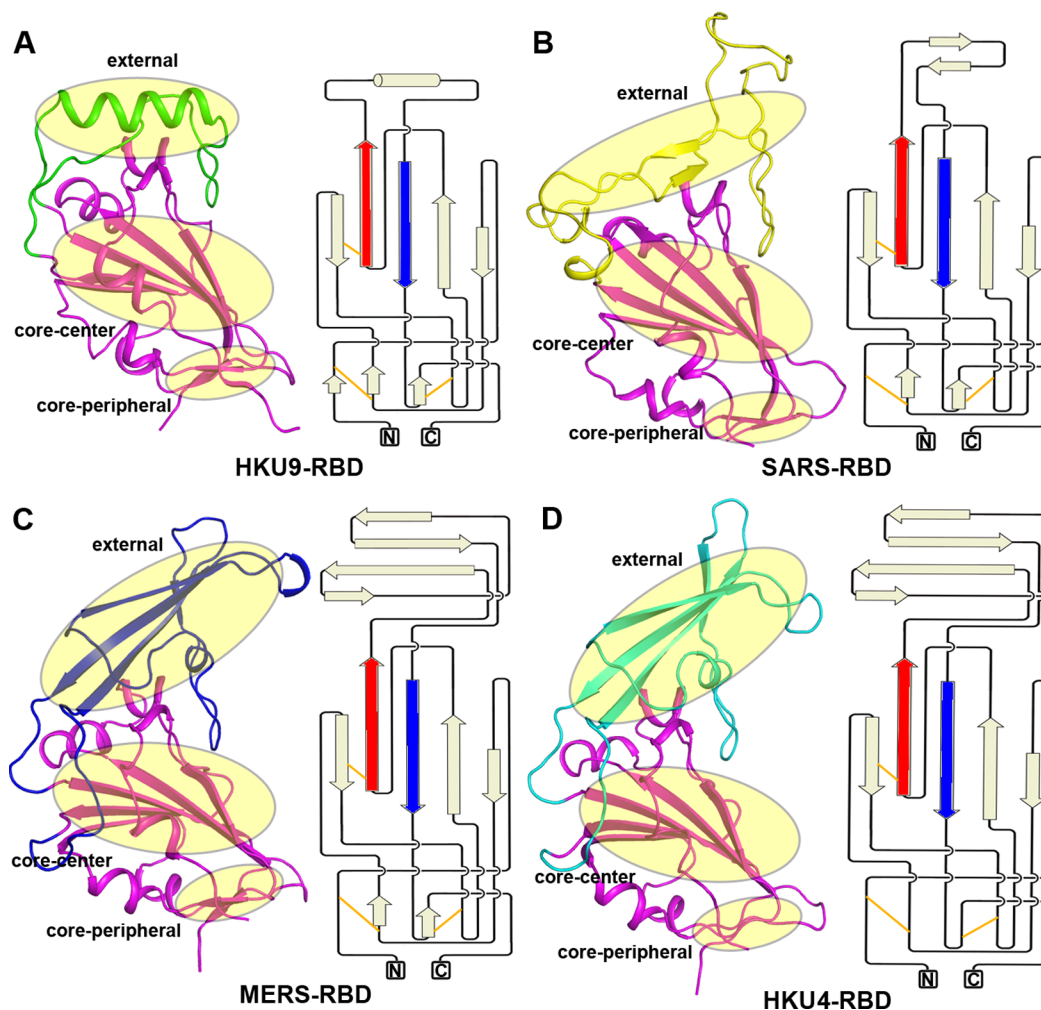 A
external
core-center
core-peripheral
N C
HKU9-RBD
B
external
core-center
core-peripheral
N C
SARS-RBD
C
external
core-center
core-peripheral
N C
MERS-RBD
D
external
core-center
core-peripheral
N C
HKU4-RBD